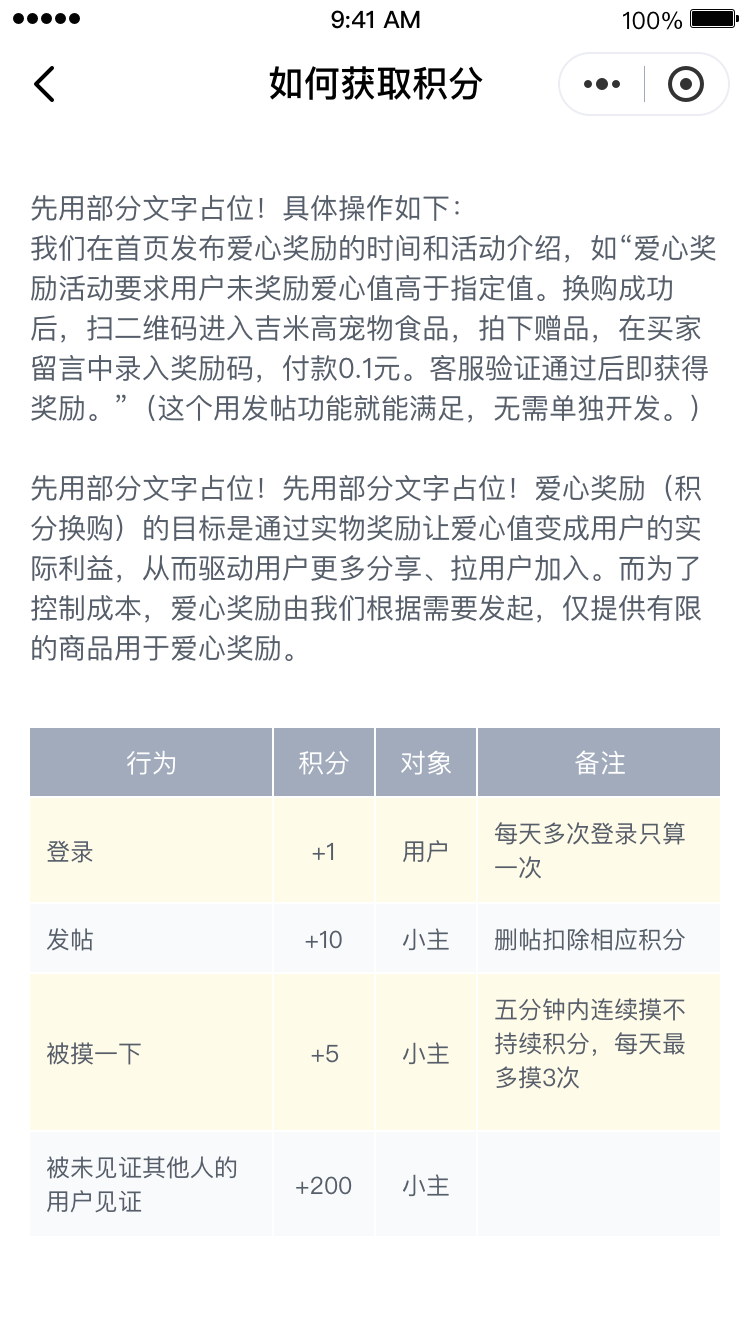 9:41 AM
100%
如何获取积分
先用部分文字占位！具体操作如下：
我们在首页发布爱心奖励的时间和活动介绍，如“爱心奖
励活动要求用户未奖励爱心值高于指定值。换购成功
后，扫二维码进入吉米高宠物食品，拍下赠品，在买家
留言中录入奖励码，付款0.1元。客服验证通过后即获得
奖励。”（这个用发帖功能就能满足，无需单独开发。）
先用部分文字占位！先用部分文字占位！爱心奖励（积
分换购）的目标是通过实物奖励让爱心值变成用户的实
际利益，从而驱动用户更多分享、拉用户加入。而为了
控制成本，爱心奖励由我们根据需要发起，仅提供有限
的商品用于爱心奖励。
行为 积分 对象 备注
登录 +1 用户 每天多次登录只算
一次
发帖 +10 小主 删帖扣除相应积分
被摸一下 +5 小主 五分钟内连续摸不
持续积分，每天最
多摸3次
被未见证其他人的
用户见证 +200 小主